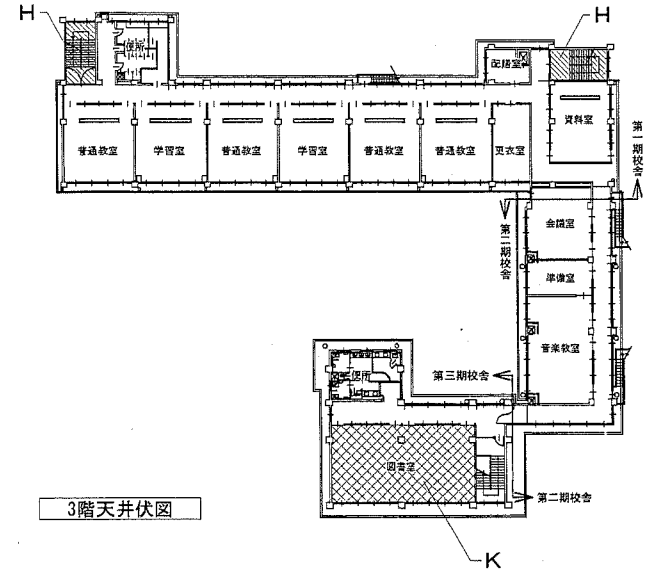 H
H
便所
配膳室
資料室
普通教室
学習室
普通教室
学習室
普通教室
普通教室
更衣室
第一期校舎
第二期校舎
会議室
準備室
音楽教室
便所
第三期校舎
図書室
第二期校舎
3階天井伏図
K